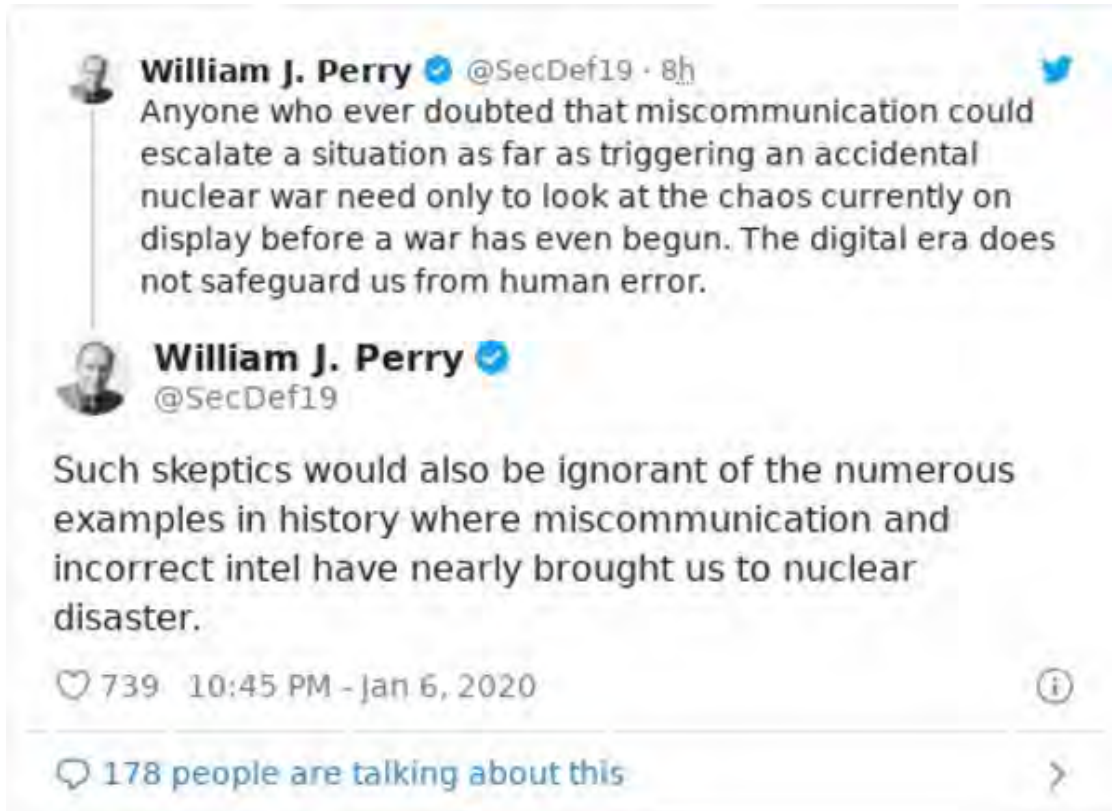 William J. Perry @SecDef19 · 8h
Anyone who ever doubted that miscommunication could
escalate a situation as far as triggering an accidental
nuclear war need only to look at the chaos currently on
display before a war has even begun. The digital era does
not safeguard us from human error.
William J. Perry
@SecDef19
Such skeptics would also be ignorant of the numerous
examples in history where miscommunication and
incorrect intel have nearly brought us to nuclear
disaster.
739 10:45 PM - Jan 6, 2020
178 people are talking about this